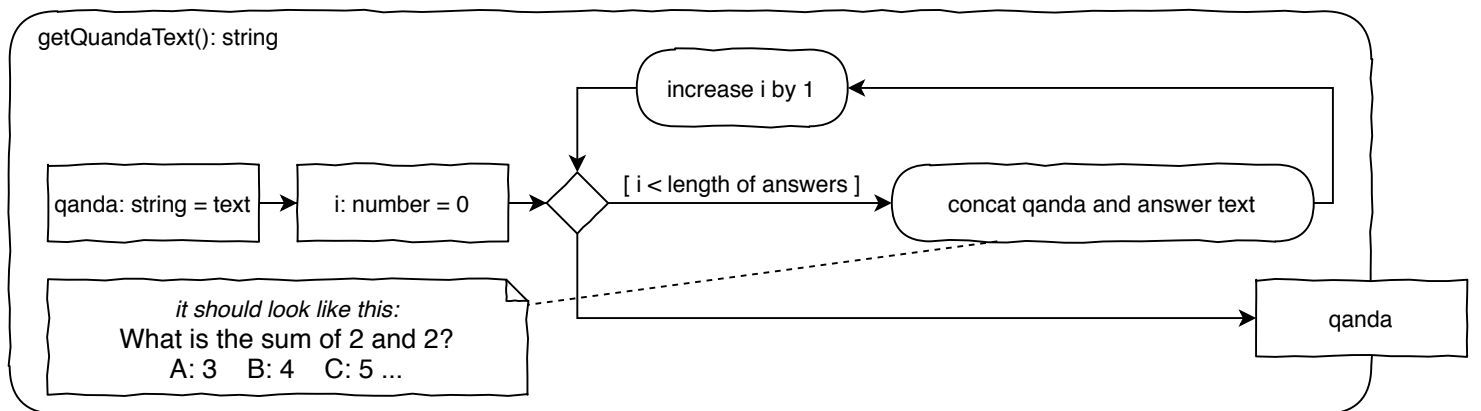 getQuandaText(): string
increase i by 1
qanda: string = text
i: number = 0
[ i < length of answers ]
concat qanda and answer text
it should look like this:
What is the sum of 2 and 2?
A: 3    B: 4    C: 5 ...
qanda